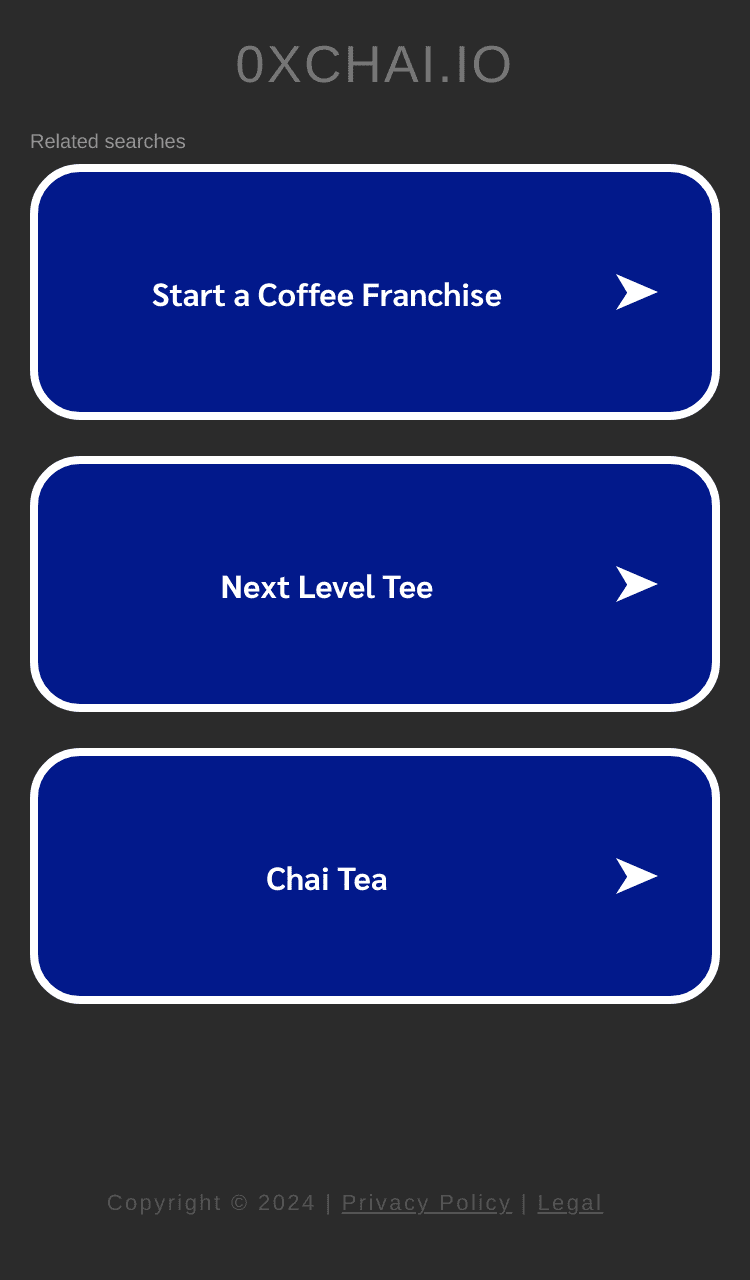 0XCHAI.IO
Related searches
Start a Coffee Franchise
Next Level Tee
Chai Tea
Copyright © 2024 | Privacy Policy | Legal